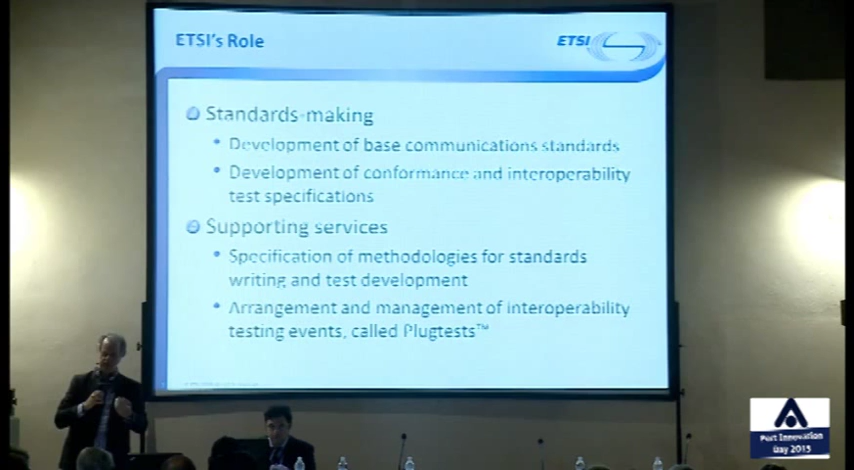 ETSI's Role
ETSI
Standards-making
• Development of base communications standards
• Development of conformance and interoperability
test specifications
Supporting services
• Specification of methodologies for standards
writing and test development
• Arrangement and management of interoperability
testing events, called Plugtests™
Port Innovation
Day 2015